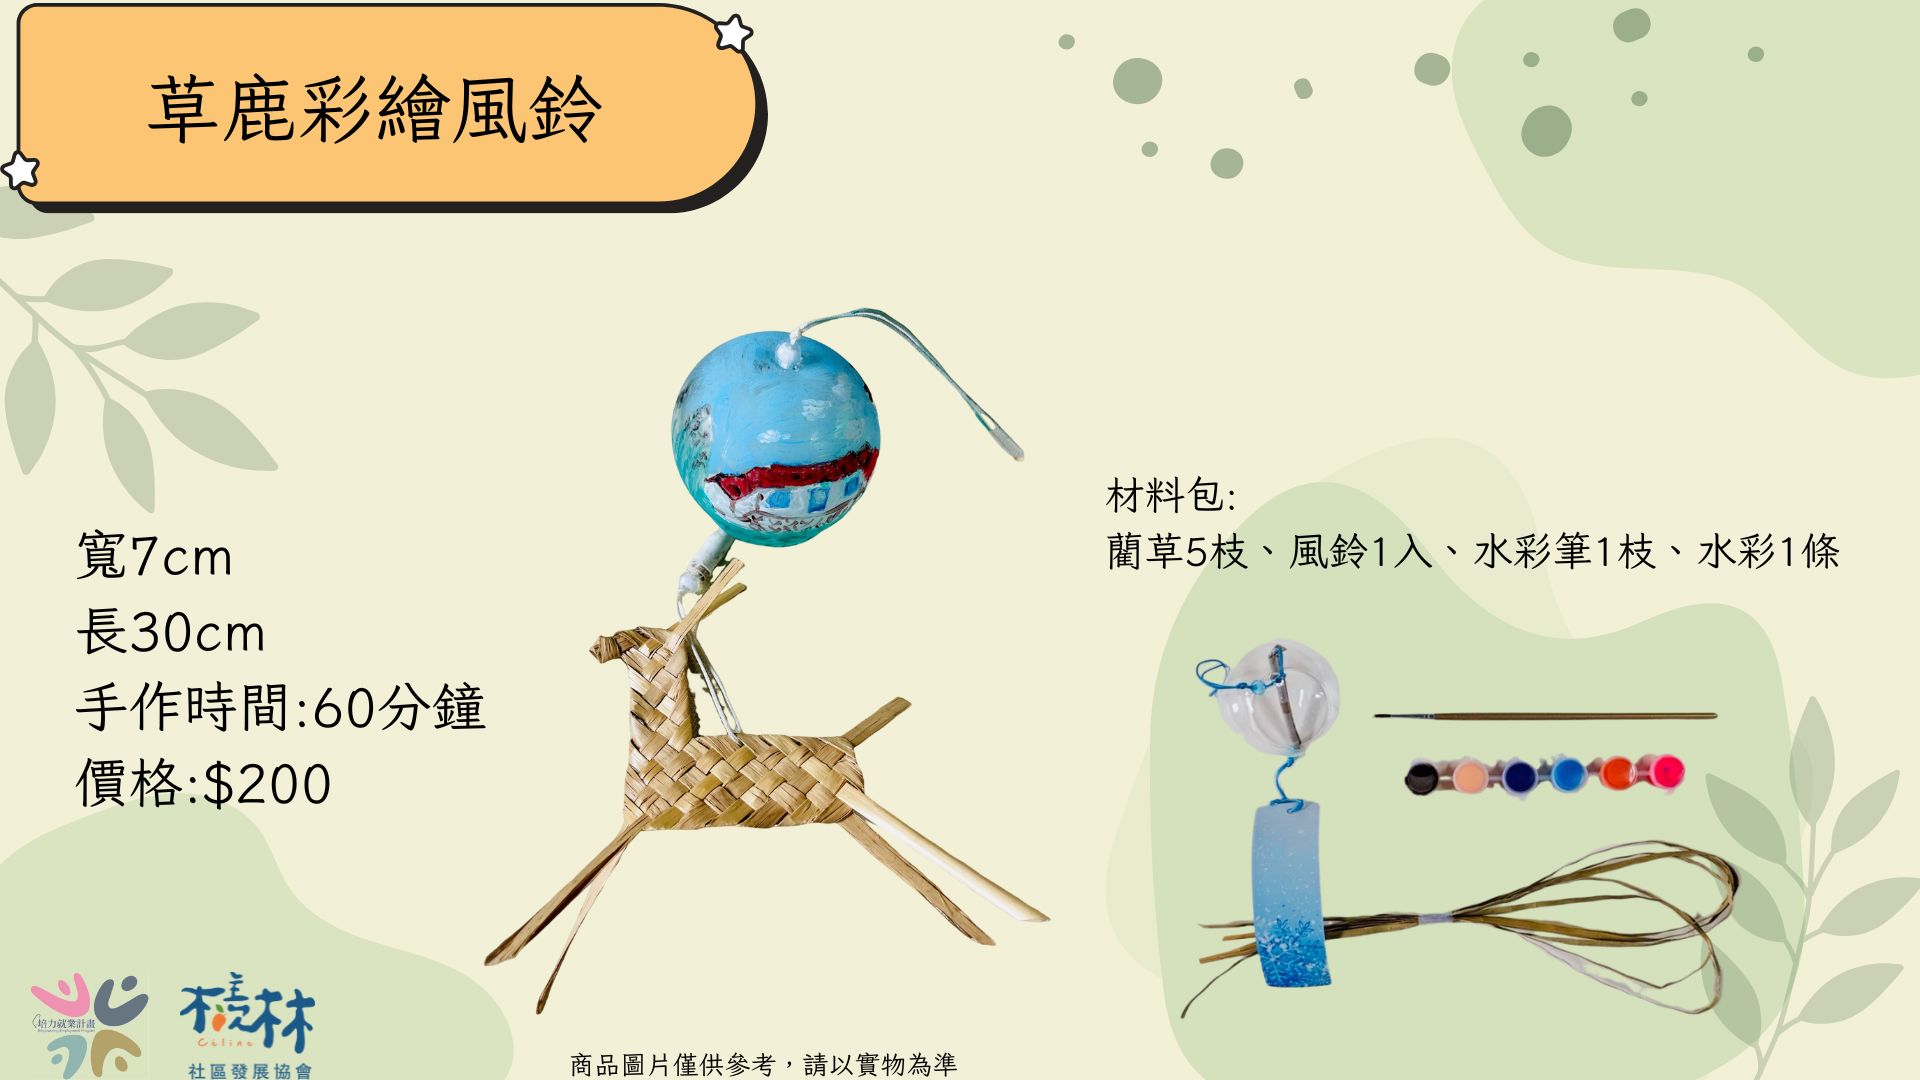 草鹿彩繪風鈴
寬7cm
長30cm
手作時間:60分鐘
價格:$200
材料包:
藺草5枝、風鈴1入、水彩筆1枝、水彩1條
培力就業計畫
Céline
社區發展協會
商品圖片僅供參考，請以實物為準